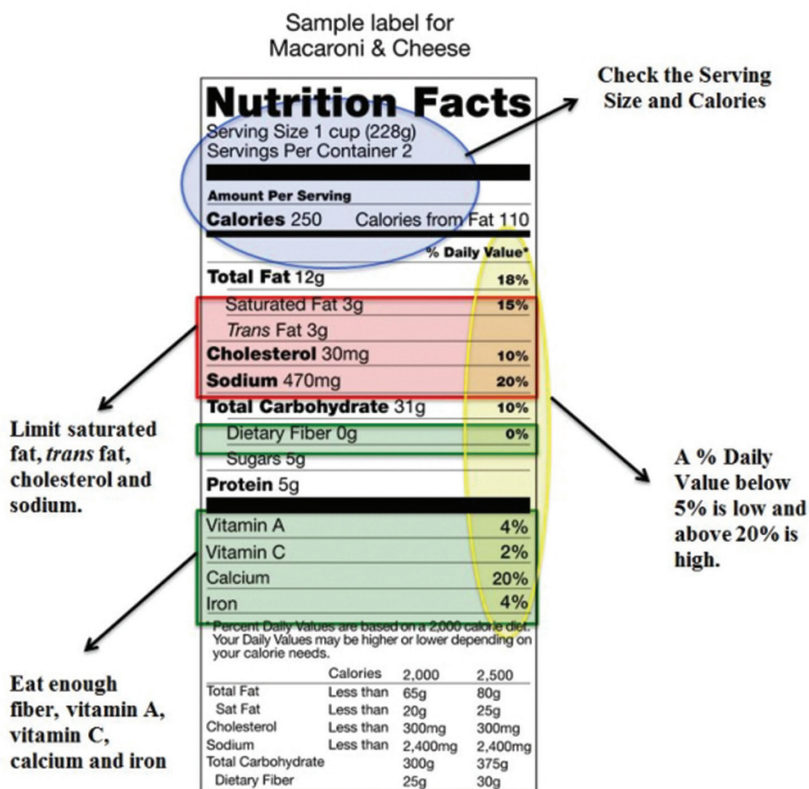 Sample label for
Macaroni & Cheese
Nutrition Facts
Serving Size 1 cup (228g)
Servings Per Container 2
Amount Per Serving
Calories 250 Calories from Fat 110
% Daily Value*
Total Fat 12g 18%
Saturated Fat 3g 15%
Trans Fat 3g
Cholesterol 30mg 10%
Sodium 470mg 20%
Total Carbohydrate 31g 10%
Dietary Fiber 0g 0%
Sugars 5g
Protein 5g
Vitamin A 4%
Vitamin C 2%
Calcium 20%
Iron 4%
* Percent Daily Values are based on a 2,000 calorie diet.
Your Daily Values may be higher or lower depending on
your calorie needs.
Calories 2,000 2,500
Total Fat Less than 65g 80g
Sat Fat Less than 20g 25g
Cholesterol Less than 300mg 300mg
Sodium Less than 2,400mg 2,400mg
Total Carbohydrate 300g 375g
Dietary Fiber 25g 30g
Check the Serving
Size and Calories
Limit saturated
fat, trans fat,
cholesterol and
sodium.
A % Daily
Value below
5% is low and
above 20% is
high.
Eat enough
fiber, vitamin A,
vitamin C,
calcium and iron